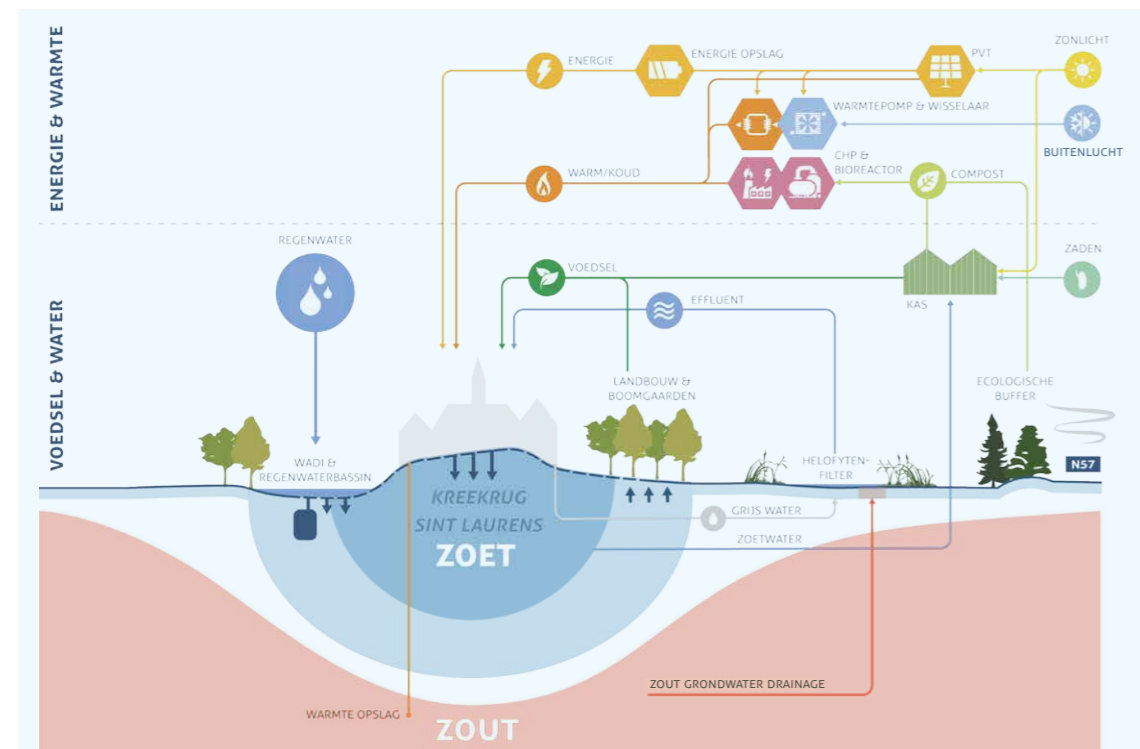 ENERGIE & WARMTE
ZONLICHT
ENERGIE
ENERGIE OPSLAG
PVT
WARMTEPOMP & WISSELAAR
BUITENLUCHT
WARM/KOUD
CHP &
BIOREACTOR
COMPOST
VOEDSEL & WATER
REGENWATER
VOEDSEL
ZADEN
EFFLUENT
KAS
LANDBOUW &
BOOMGAARDEN
ECOLOGISCHE
BUFFER
WADI &
REGENWATERBASSIN
HELOFYTEN-
FILTER
N57
KREEKRUG
SINT LAURENS
ZOET
GRIJS WATER
ZOETWATER
ZOUT GRONDWATER DRAINAGE
WARMTE OPSLAG
ZOUT